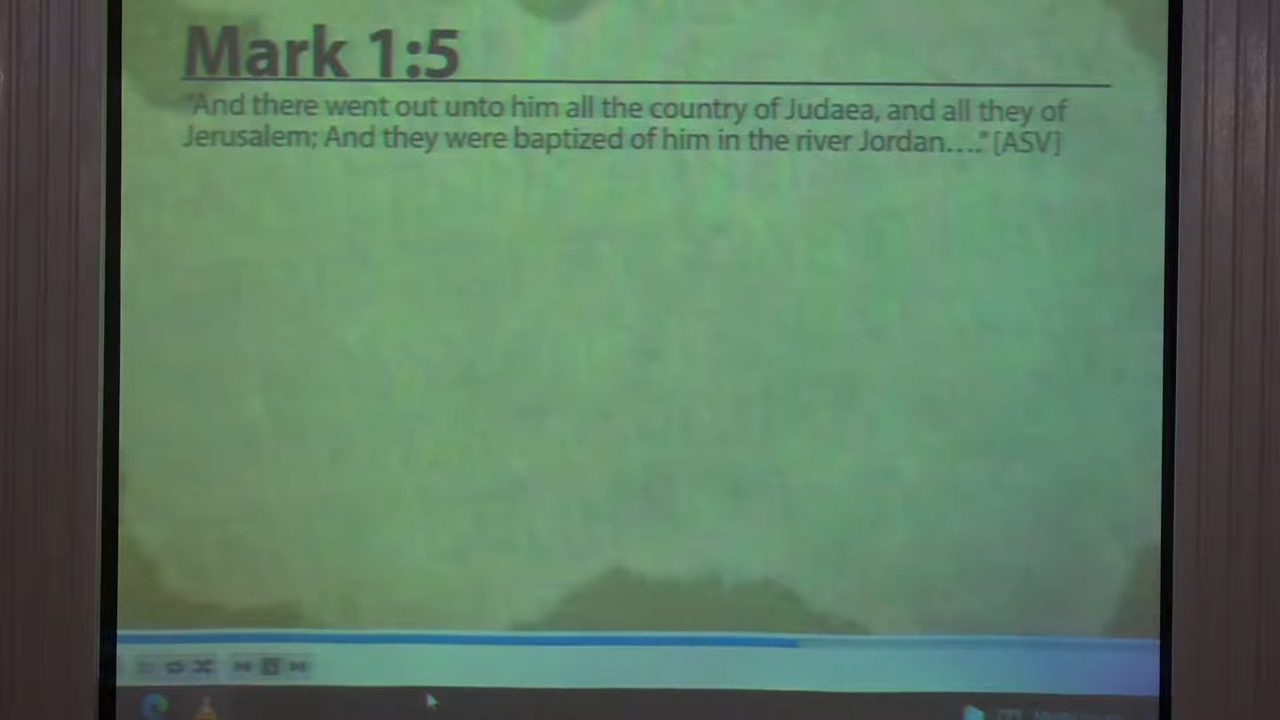 Mark 1:5
"And there went out unto him all the country of Judaea, and all they of
Jerusalem; And they were baptized of him in the river Jordan...." [ASV]